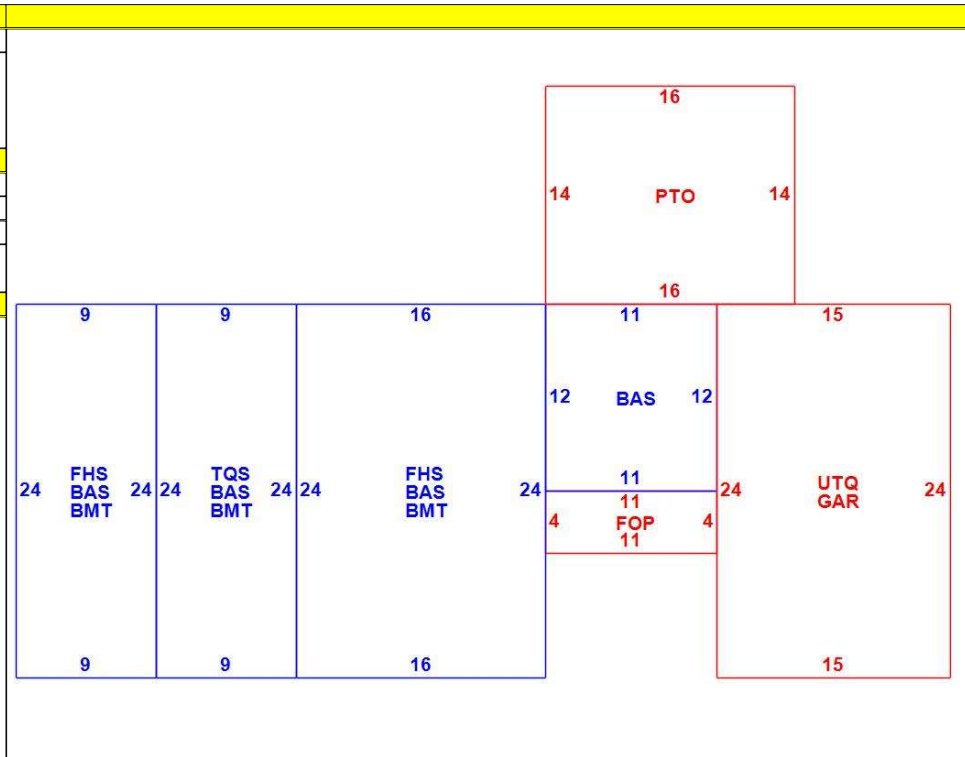 16
14 PTO 14
16
9 9 16 11 15
12 BAS 12
11
24 FHS BAS BMT 24
24 TQS BAS BMT 24
24 FHS BAS BMT 24
11
4 FOP 4
11
24 UTQ GAR 24
9 9 16 15